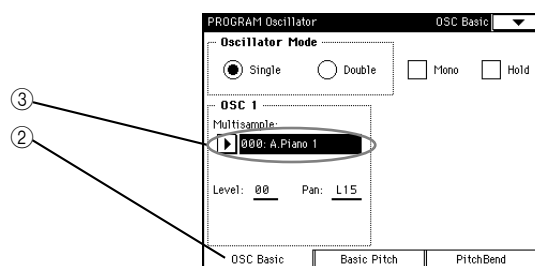 PROGRAM Oscillator OSC Basic
Oscillator Mode
Single Double Mono Hold
OSC 1
Multisample:
000: A.Piano 1
Level: 00 Pan: L15
OSC Basic Basic Pitch PitchBend
③
②